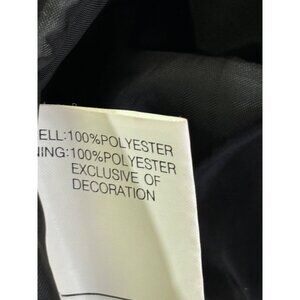 ELL:100%POLYESTER
NING:100%POLYESTER
EXCLUSIVE OF
DECORATION